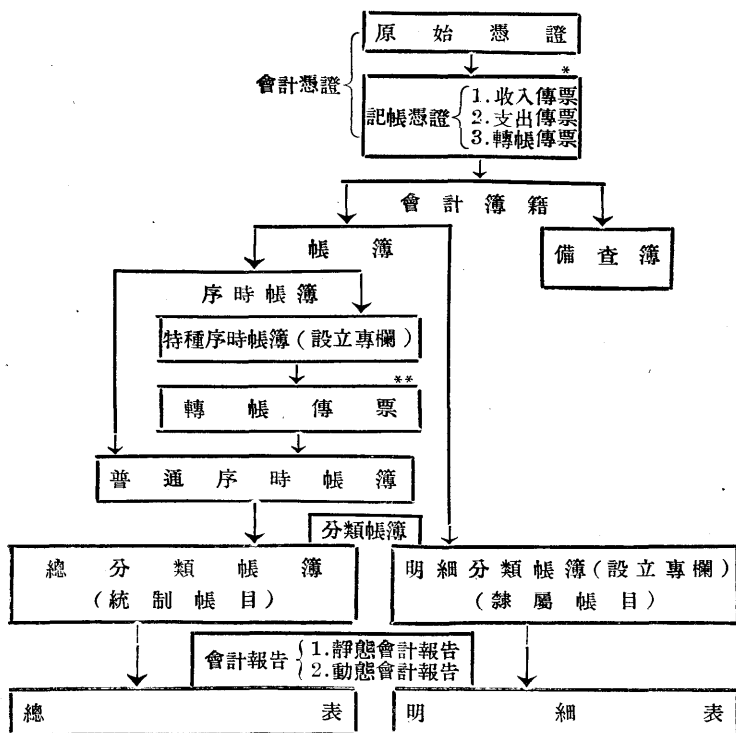 原始憑證
會計憑證
*
記帳憑證
1.收入傳票
2.支出傳票
3.轉帳傳票
會計簿籍
帳簿
備查簿
序時帳簿
特種序時帳簿(設立專欄)
**
轉帳傳票
普通序時帳簿
分類帳簿
總分類帳簿
(統制帳目)
明細分類帳簿(設立專欄)
(隸屬帳目)
會計報告
1.靜態會計報告
2.動態會計報告
總表
明細表